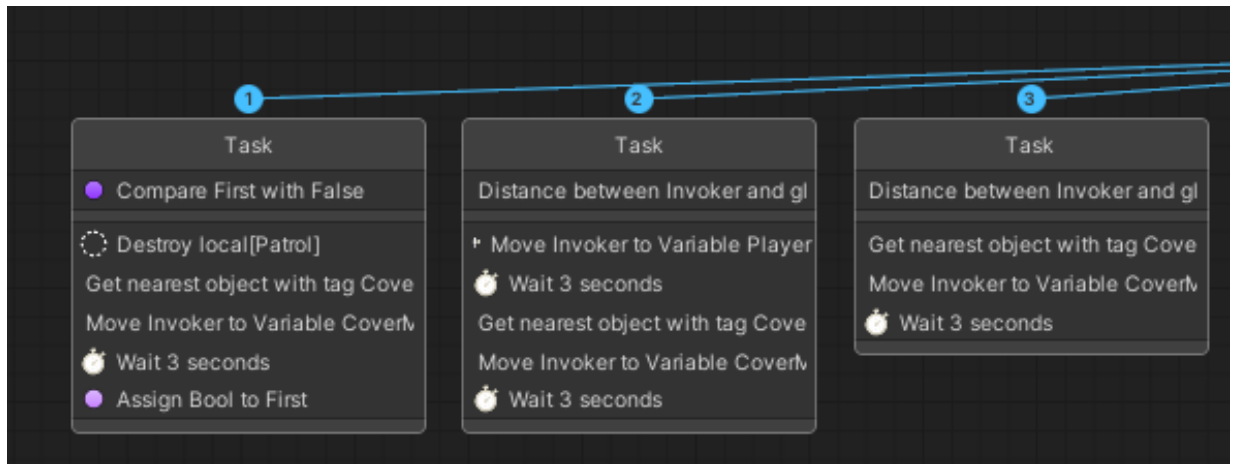 1
2
3
Task
Compare First with False
Destroy local[Patrol]
Get nearest object with tag Cove
Move Invoker to Variable Cover
Wait 3 seconds
Assign Bool to First
Task
Distance between Invoker and gl
Move Invoker to Variable Player
Wait 3 seconds
Get nearest object with tag Cove
Move Invoker to Variable Cover
Wait 3 seconds
Task
Distance between Invoker and gl
Get nearest object with tag Cove
Move Invoker to Variable Cover
Wait 3 seconds